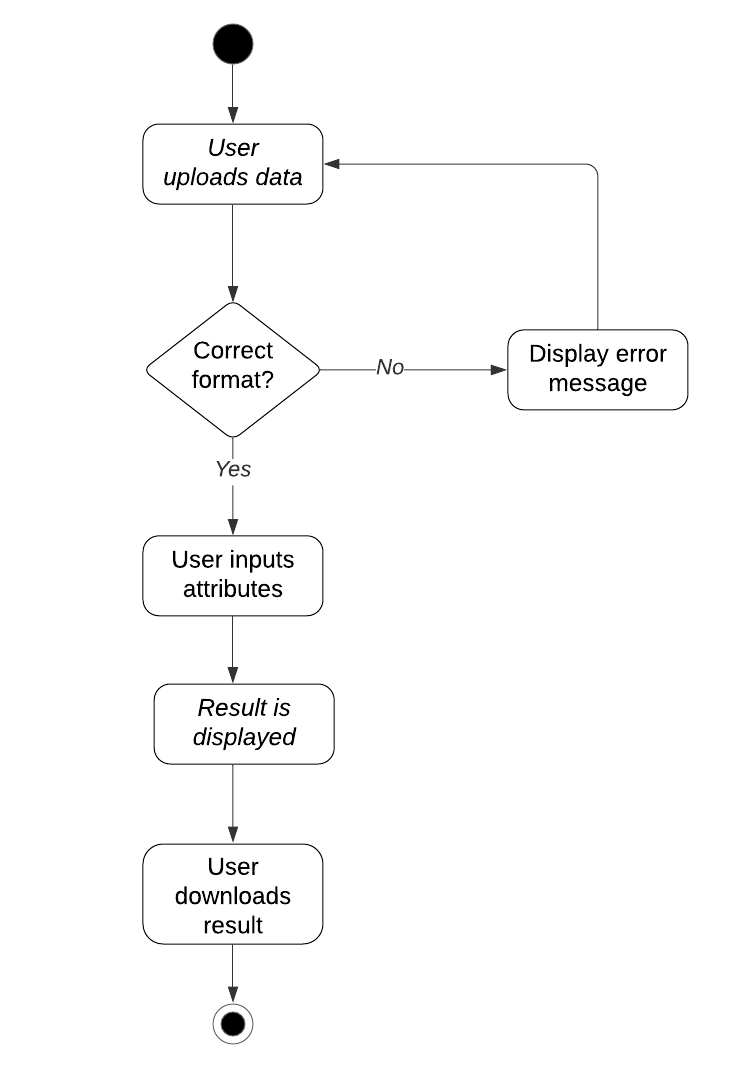 User
uploads data
Correct
format?
No
Display error
message
Yes
User inputs
attributes
Result is
displayed
User
downloads
result